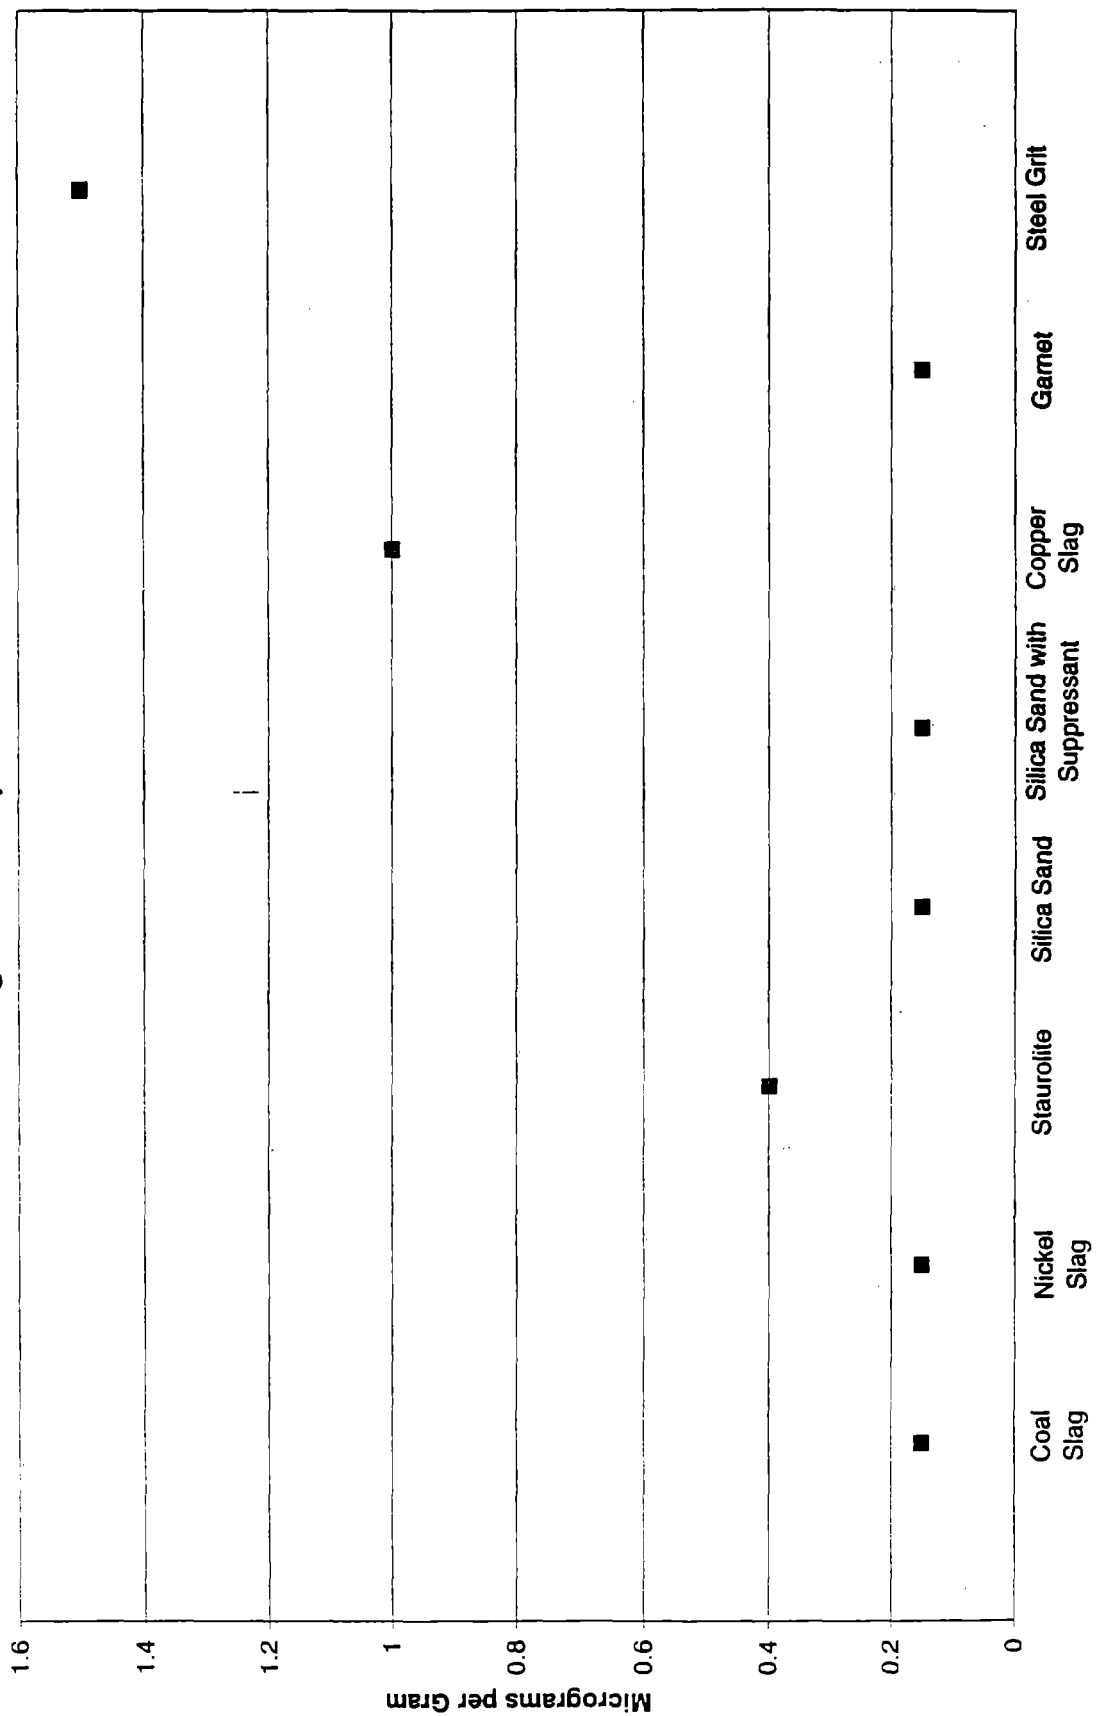 Micrograms per Gram
1.6
1.4
1.2
1
0.8
0.6
0.4
0.2
0
Coal
Slag
Nickel
Slag
Staurolite
Silica Sand
Silica Sand with
Suppressant
Copper
Slag
Garnet
Steel Grit